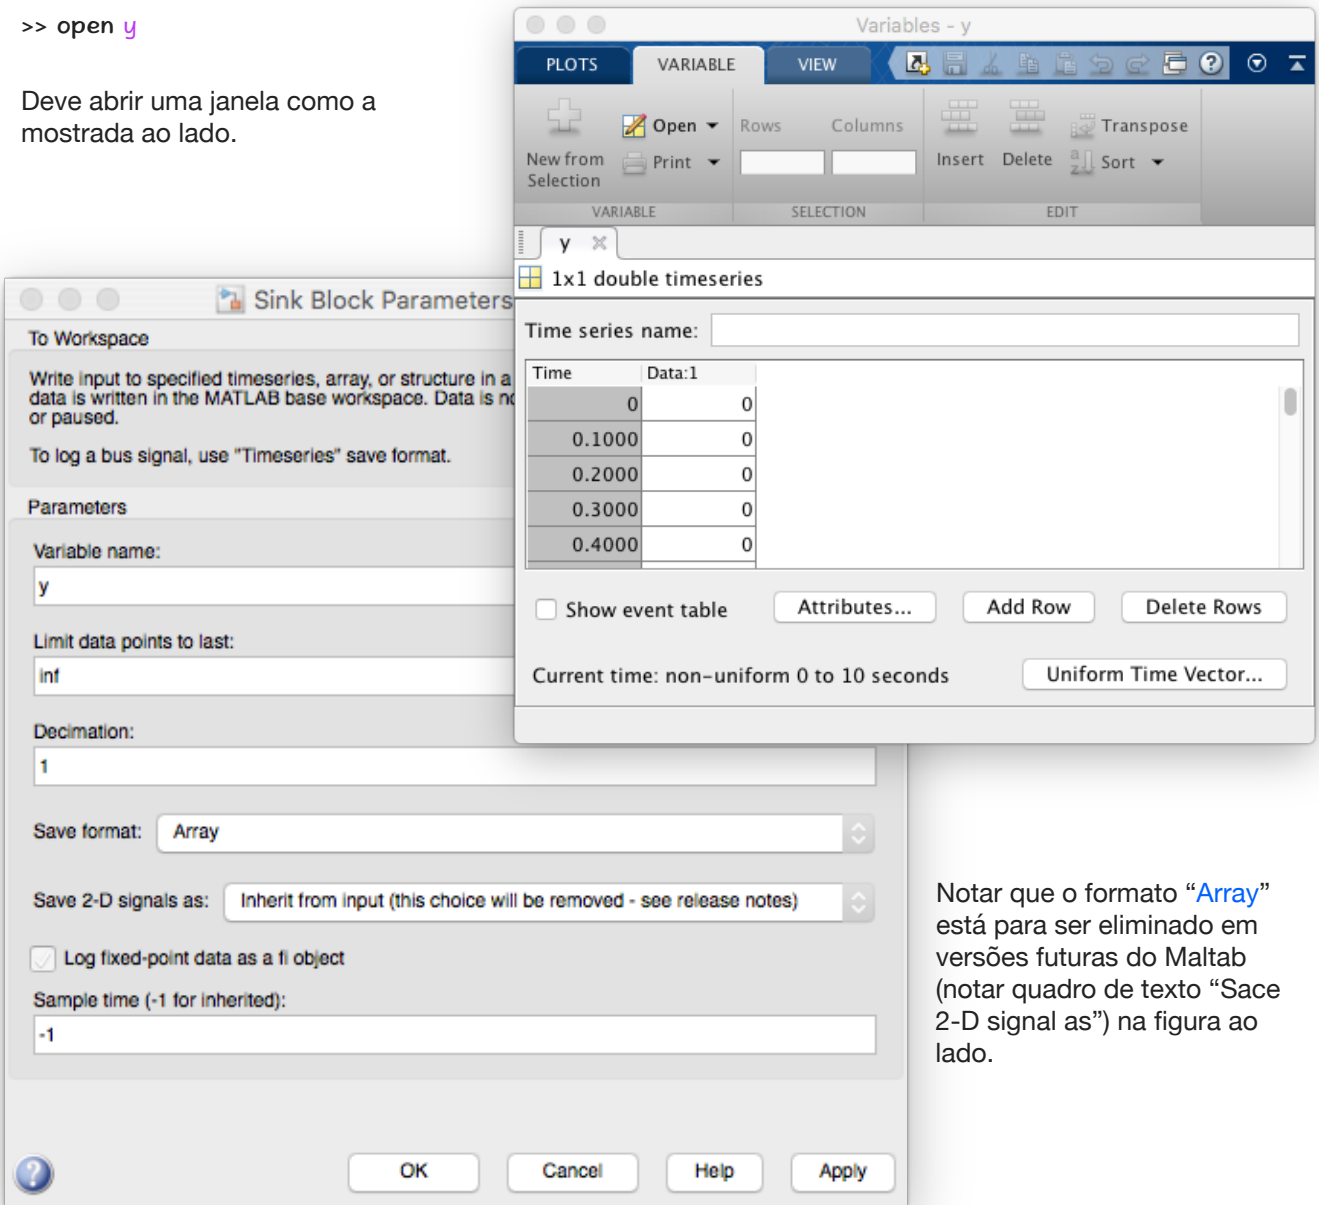 >> open y
Deve abrir uma janela como a
mostrada ao lado.
Variables - y
PLOTS VARIABLE VIEW
New from
Selection
Open
Print
VARIABLE
Rows Columns
SELECTION
Insert Delete
Transpose
Sort
EDIT
y
1x1 double timeseries
Time series name:
Time Data:1
0 0
0.1000 0
0.2000 0
0.3000 0
0.4000 0
Show event table
Attributes...
Add Row
Delete Rows
Current time: non-uniform 0 to 10 seconds
Uniform Time Vector...
Sink Block Parameters
To Workspace
Write input to specified timeseries, array, or structure in a
data is written in the MATLAB base workspace. Data is no
or paused.
To log a bus signal, use "Timeseries" save format.
Parameters
Variable name:
y
Limit data points to last:
inf
Decimation:
1
Save format: Array
Save 2-D signals as: Inherit from input (this choice will be removed - see release notes)
Log fixed-point data as a fi object
Sample time (-1 for inherited):
-1
OK Cancel Help Apply
Notar que o formato “Array”
está para ser eliminado em
versões futuras do Maltab
(notar quadro de texto “Sace
2-D signal as”) na figura ao
lado.